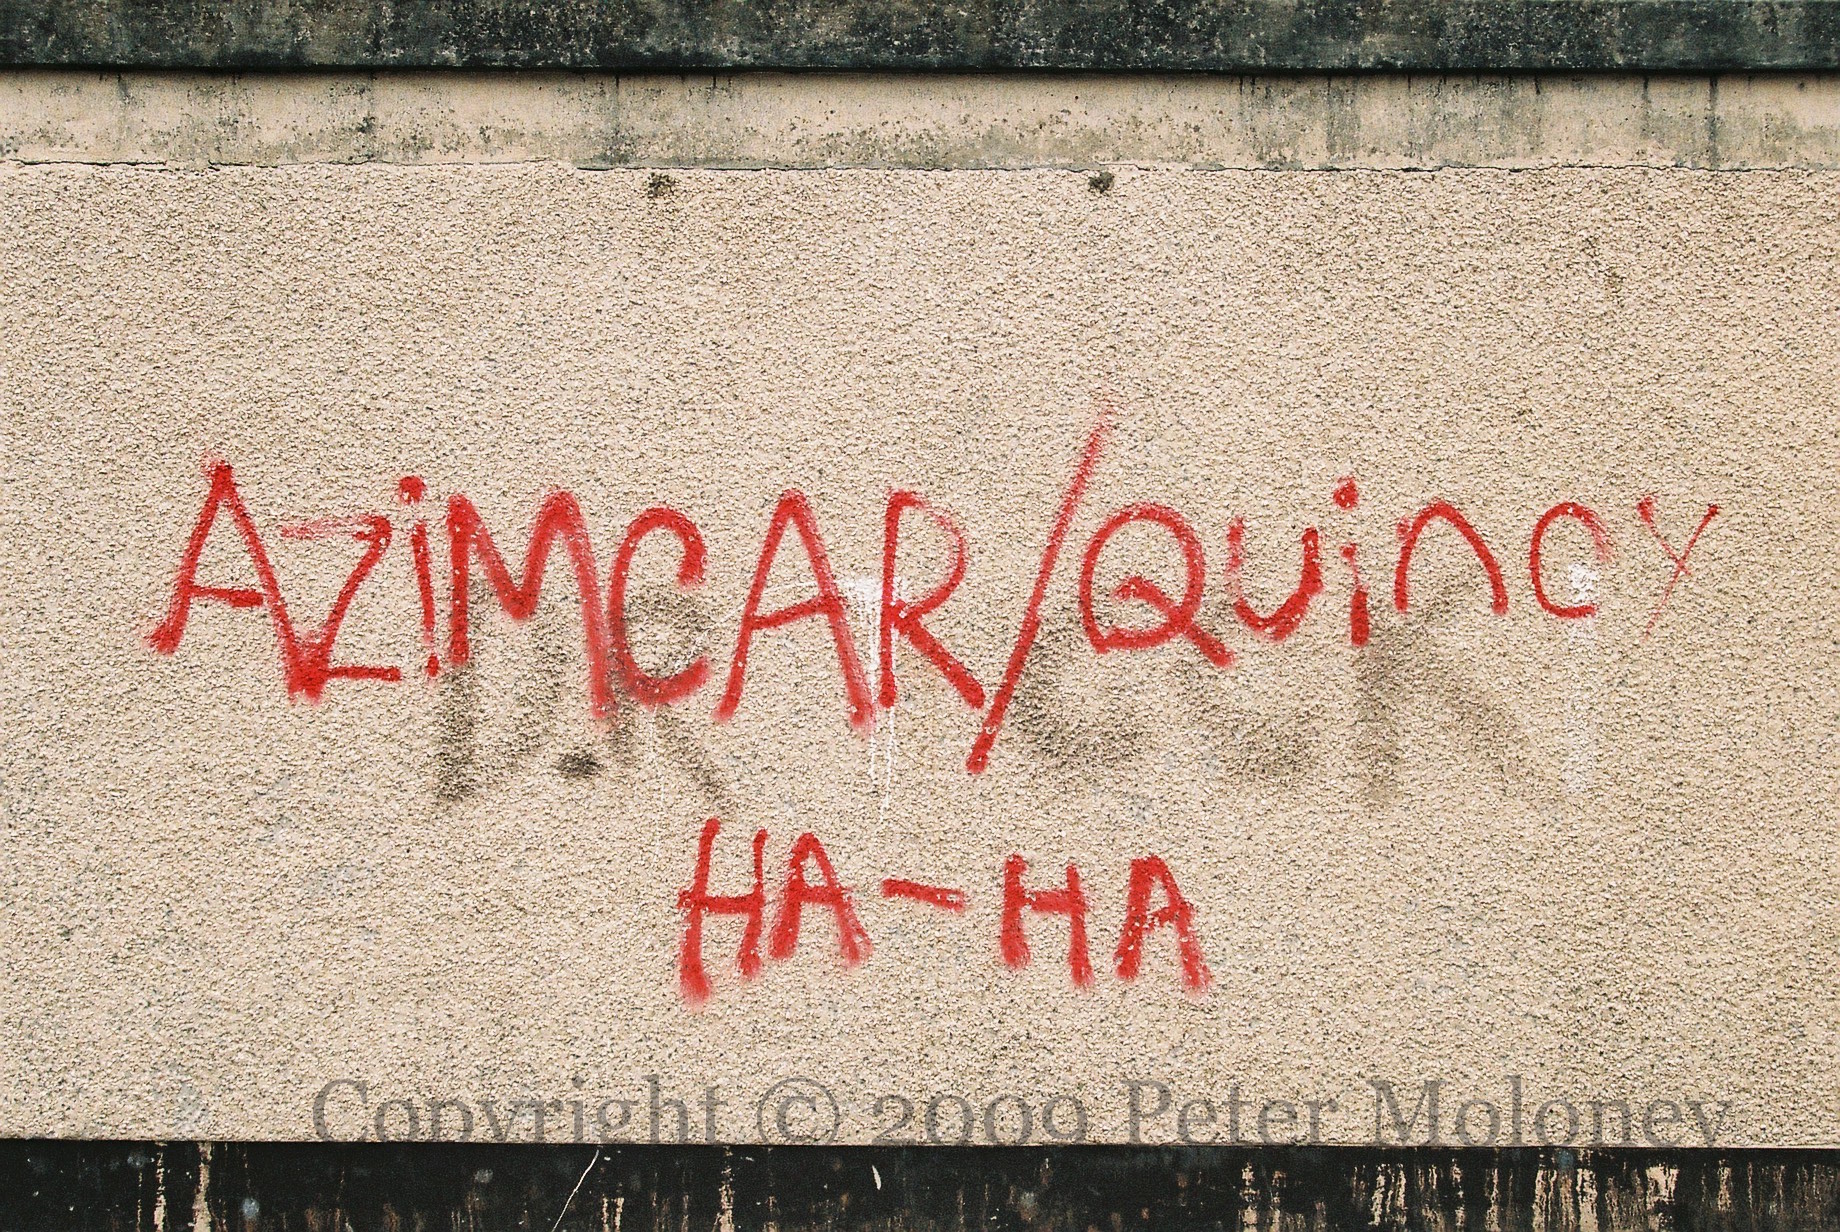 AZiMCAR/Quincy
HA-HA
Copyright © 2009 Peter Moloney